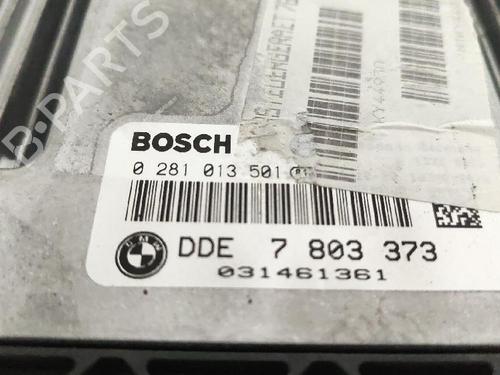 B-PARTS
BOSCH
0 281 013 501
DDE 7 803 373
031461361
BMW